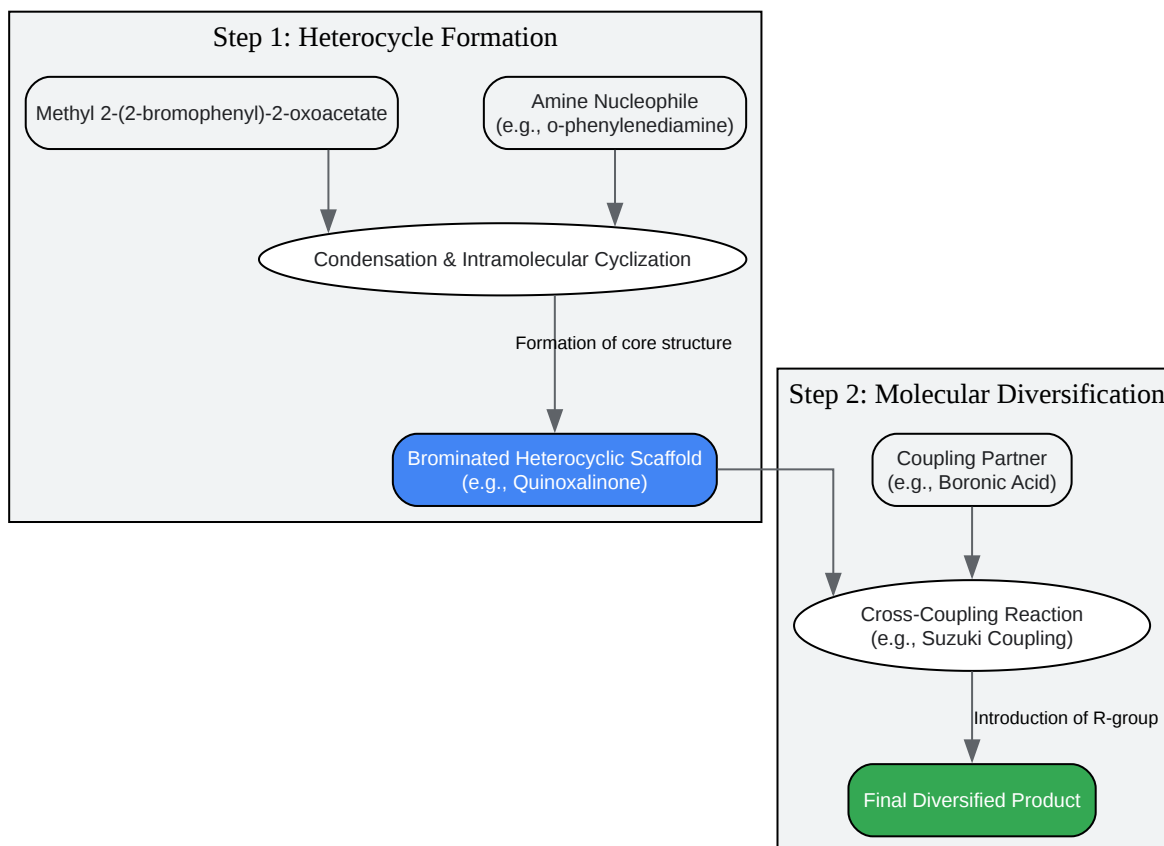 Step 1: Heterocycle Formation
Methyl 2-(2-bromophenyl)-2-oxoacetate
Amine Nucleophile
(e.g., o-phenylenediamine)
Condensation & Intramolecular Cyclization
Formation of core structure
Brominated Heterocyclic Scaffold
(e.g., Quinoxalinone)
Step 2: Molecular Diversification
Coupling Partner
(e.g., Boronic Acid)
Cross-Coupling Reaction
(e.g., Suzuki Coupling)
Introduction of R-group
Final Diversified Product